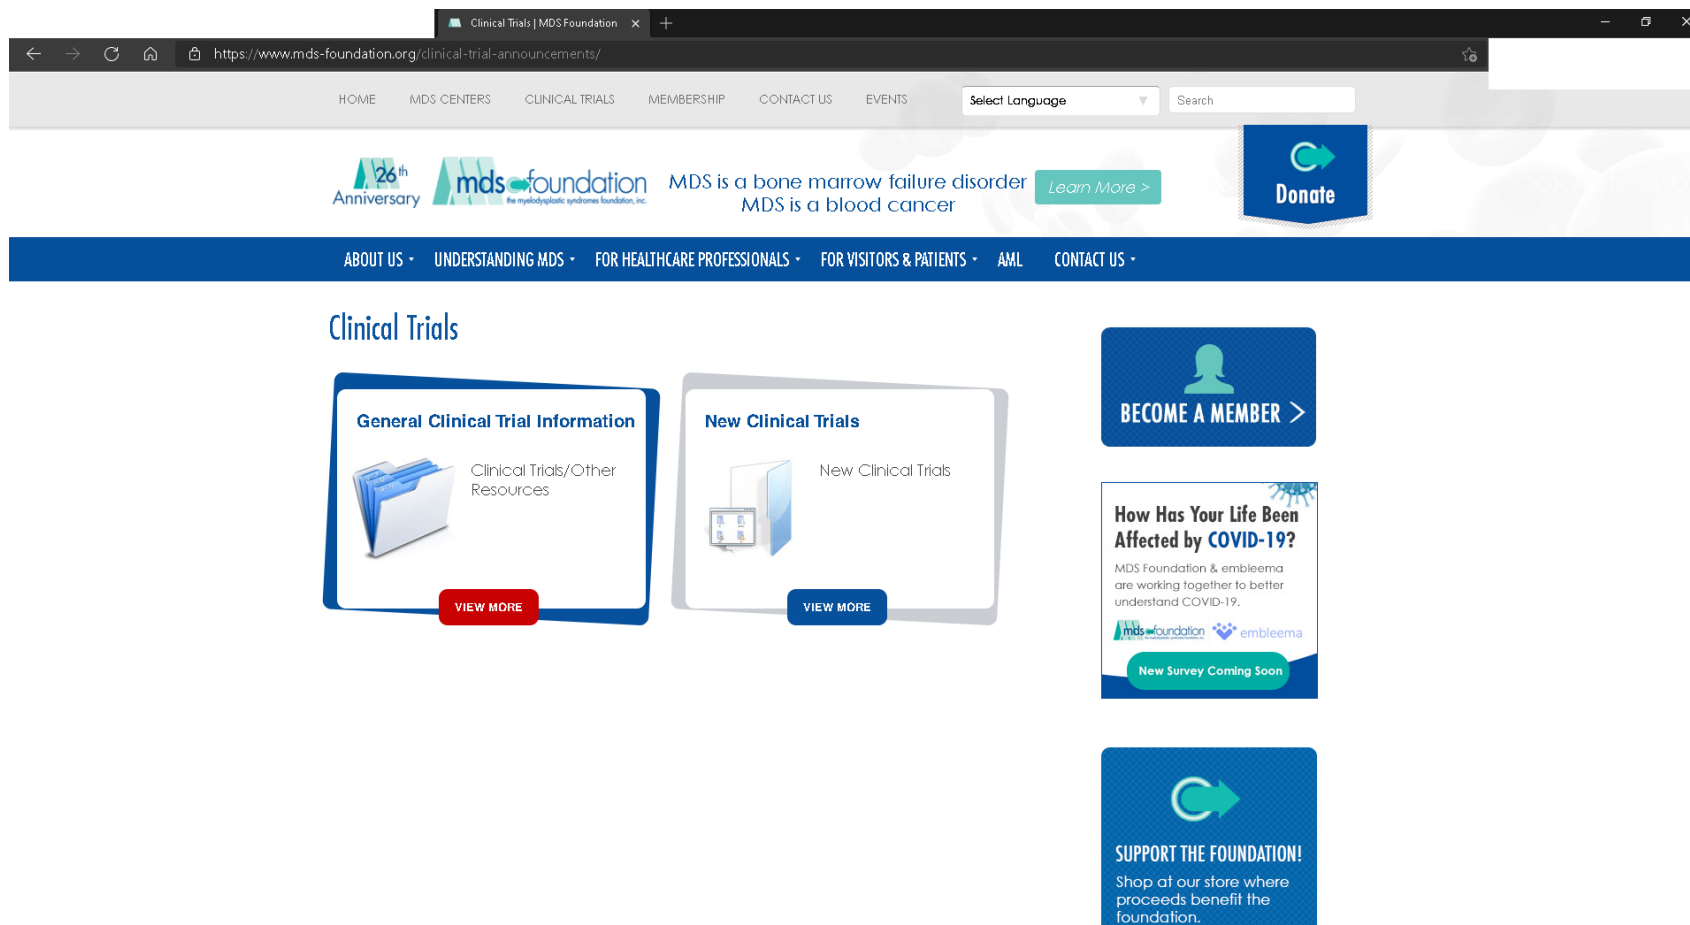 Clinical Trials | MDS Foundation
https://www.mds-foundation.org/clinical-trial-announcements/
HOME MDS CENTERS CLINICAL TRIALS MEMBERSHIP CONTACT US EVENTS Select Language Search
26th
Anniversary
mds foundation
the myelodysplastic syndromes foundation, inc.
MDS is a bone marrow failure disorder
MDS is a blood cancer
Learn More >
Donate
ABOUT US UNDERSTANDING MDS FOR HEALTHCARE PROFESSIONALS FOR VISITORS & PATIENTS AML CONTACT US
Clinical Trials
General Clinical Trial Information
Clinical Trials/Other
Resources
VIEW MORE
New Clinical Trials
New Clinical Trials
VIEW MORE
BECOME A MEMBER >
How Has Your Life Been
Affected by COVID-19?
MDS Foundation & embleema
are working together to better
understand COVID-19.
mds foundation embleema
New Survey Coming Soon
SUPPORT THE FOUNDATION!
Shop at our store where
proceeds benefit the
foundation.